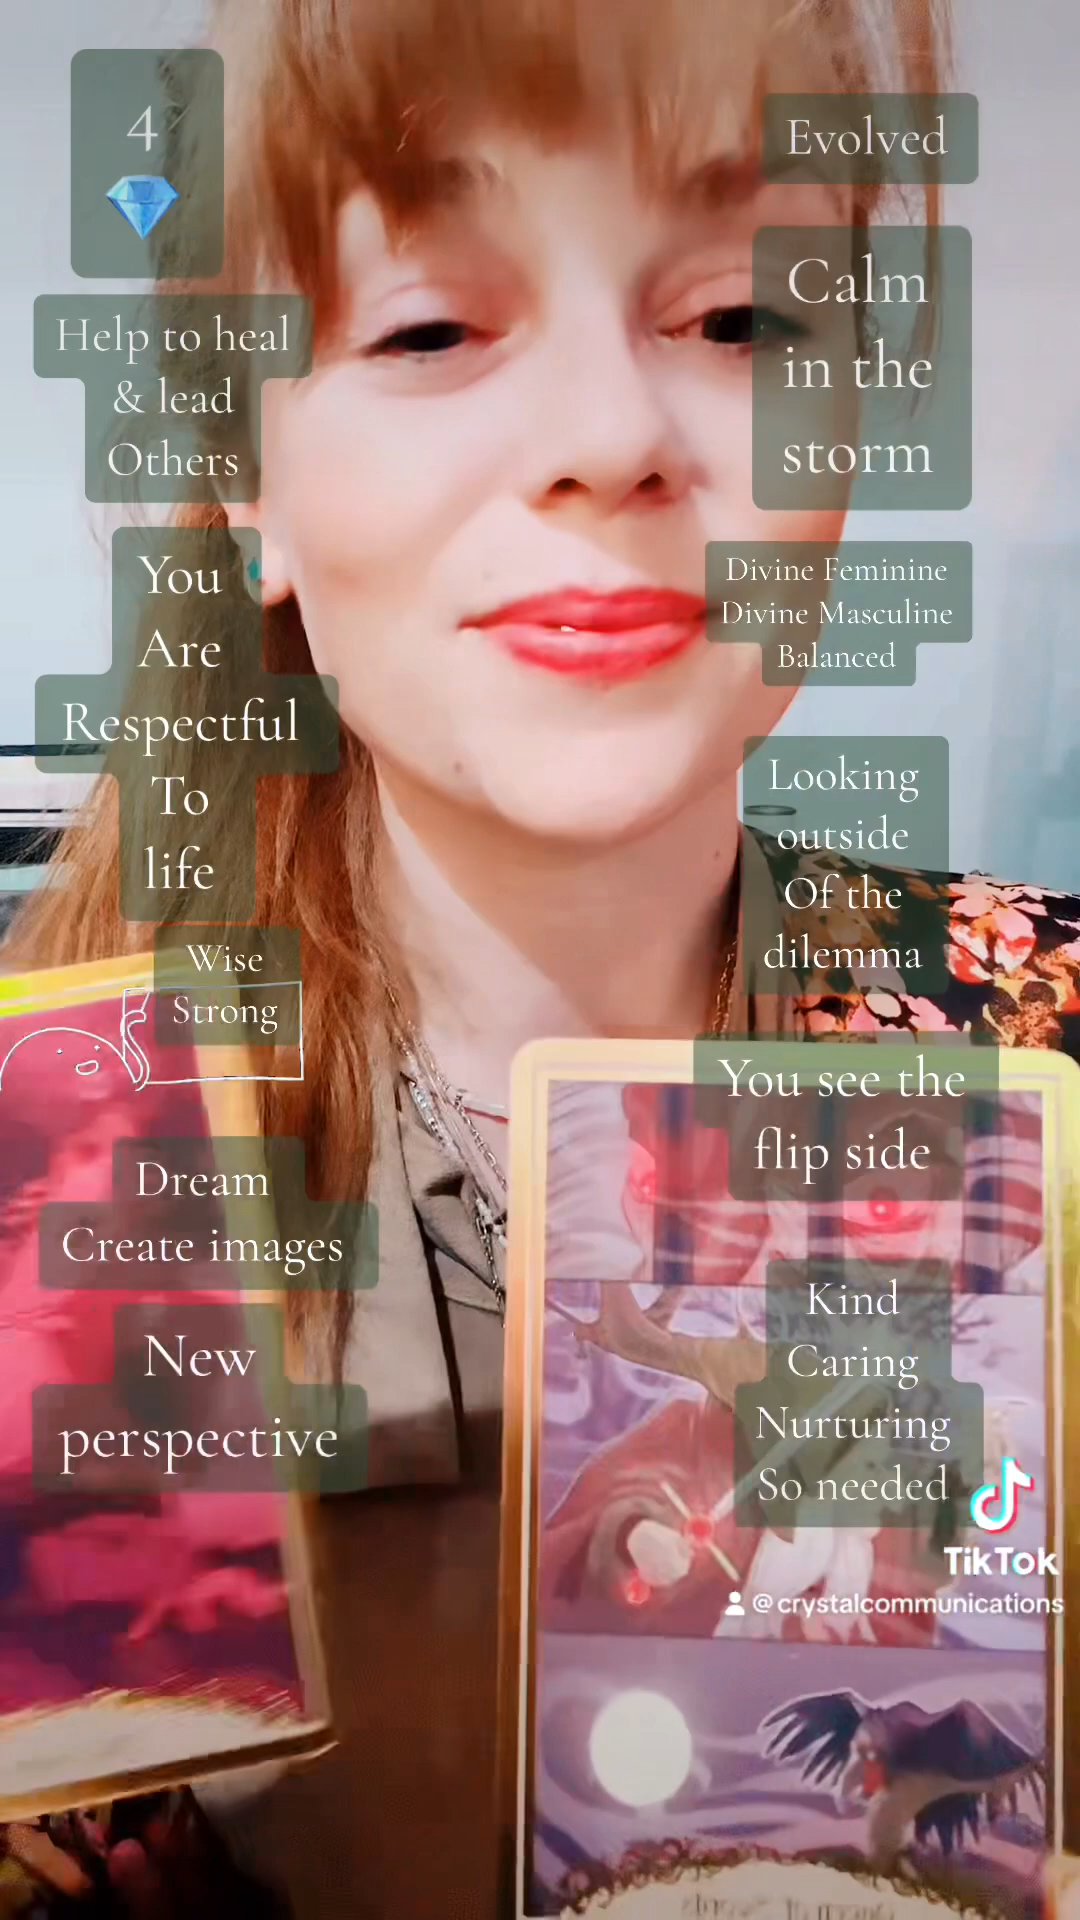 4
Help to heal
& lead
Others
You
Are
Respectful
To
life
Wise
Strong
Dream
Create images
New
perspective
Evolved
Calm
in the
storm
Divine Feminine
Divine Masculine
Balanced
Looking
outside
Of the
dilemma
You see the
flip side
Kind
Caring
Nurturing
So needed
TikTok
@crystalcommunications